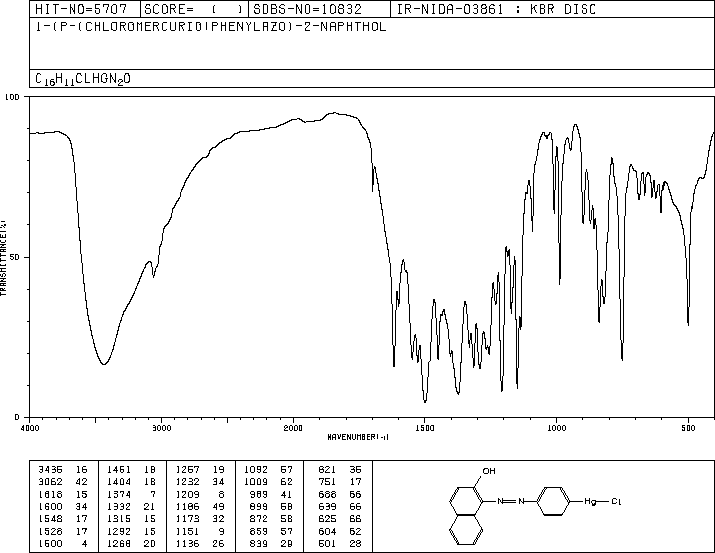 HIT-NO=5707 SCORE= ( ) SDBS-NO=10832 IR-NIDA-03861 : KBR DISC
1-(P-(CHLOROMERCURIO)PHENYLAZO)-2-NAPHTHOL
C16H11CLHGN2O
100
TRANSMITTANCE(%)
50
0
4000 3000 2000 1500 1000 500
WAVENUMBER(-1)
3436 16 1461 18 1257 19 1092 57 821 35
3062 42 1404 18 1232 34 1009 62 751 17
1618 15 1374 7 1209 8 989 41 688 66
1600 34 1332 21 1186 49 899 58 639 66
1548 17 1315 15 1173 32 872 58 625 66
1528 17 1292 15 1151 9 859 57 604 62
1500 4 1268 20 1136 26 839 29 501 28
OH
N=N
Hg Cl